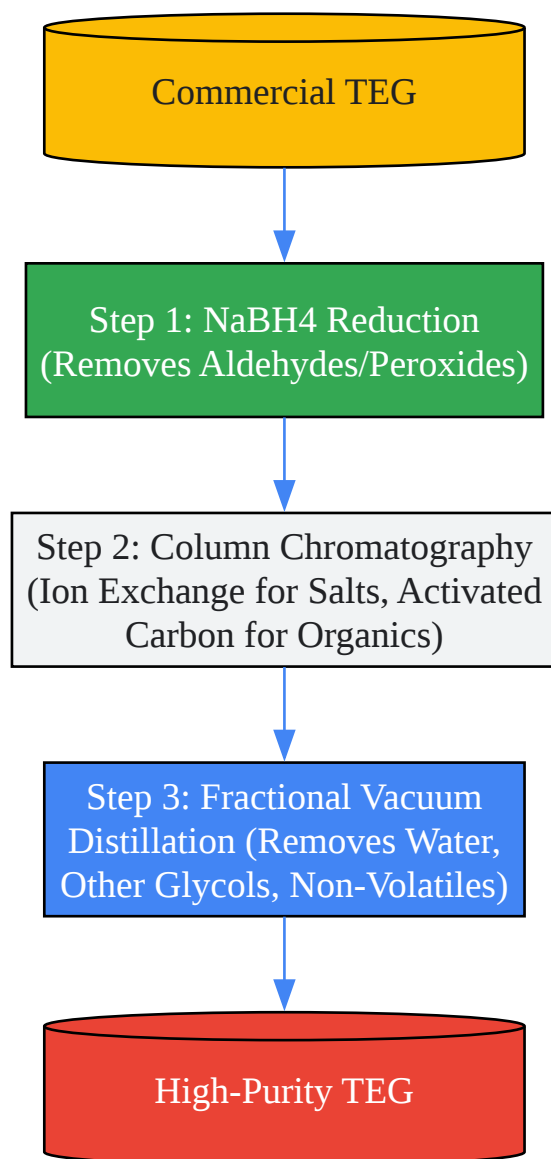 Commercial TEG
Step 1: NaBH4 Reduction
(Removes Aldehydes/Peroxides)
Step 2: Column Chromatography
(Ion Exchange for Salts, Activated
Carbon for Organics)
Step 3: Fractional Vacuum
Distillation (Removes Water,
Other Glycols, Non-Volatiles)
High-Purity TEG